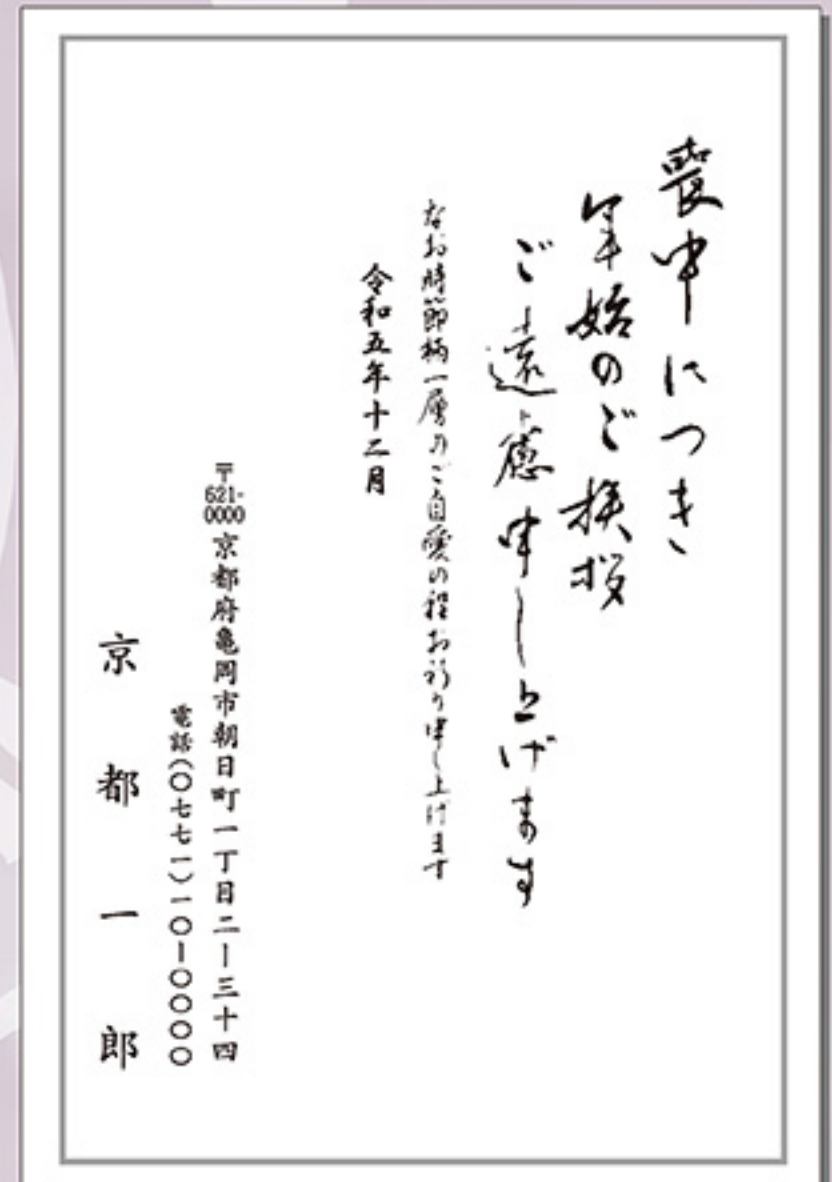 喪中につき
年始のご挨拶
ご遠慮申し上げます
なお時節柄一層のご自愛の程お祈り申し上げます
令和五年十二月
〒621-0000 京都府亀岡市朝日町一丁目二ー三十四
電話(〇七七一)一〇ー〇〇〇〇
京都一郎